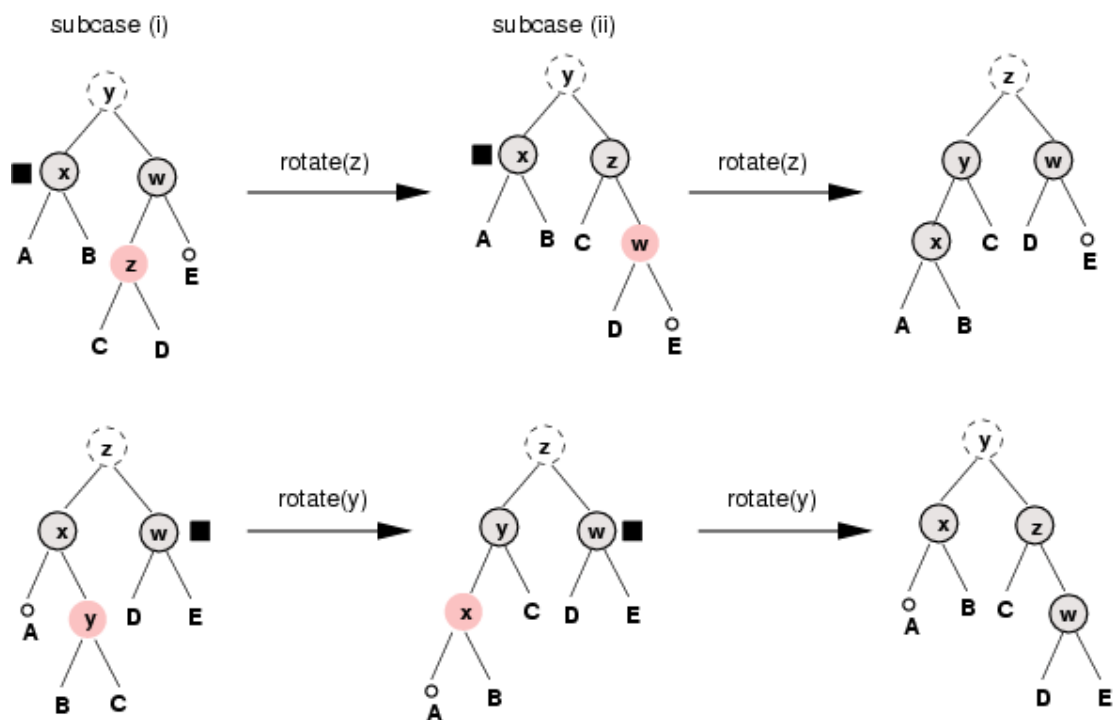 subcase (i)
subcase (ii)
y
x
w
A
B
z
E
C
D
rotate(z)
y
x
z
A
B
C
w
D
E
rotate(z)
z
y
w
x
C
D
E
A
B
z
x
w
A
y
D
E
B
C
rotate(y)
z
y
w
x
C
D
E
A
B
rotate(y)
y
x
z
A
B
C
w
D
E